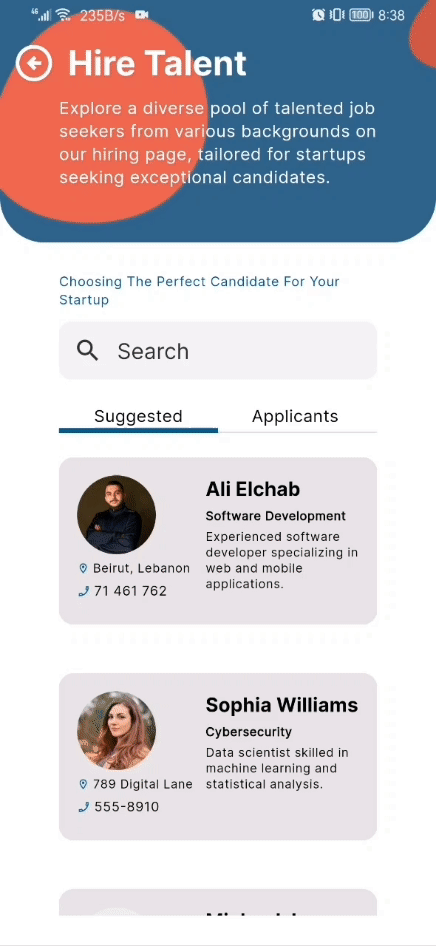 46 235B/s 100 8:38
Hire Talent
Explore a diverse pool of talented job
seekers from various backgrounds on
our hiring page, tailored for startups
seeking exceptional candidates.
Choosing The Perfect Candidate For Your
Startup
Search
Suggested Applicants
Ali Elchab
Software Development
Experienced software
developer specializing in
web and mobile
applications.
Beirut, Lebanon
71 461 762
Sophia Williams
Cybersecurity
Data scientist skilled in
machine learning and
statistical analysis.
789 Digital Lane
555-8910